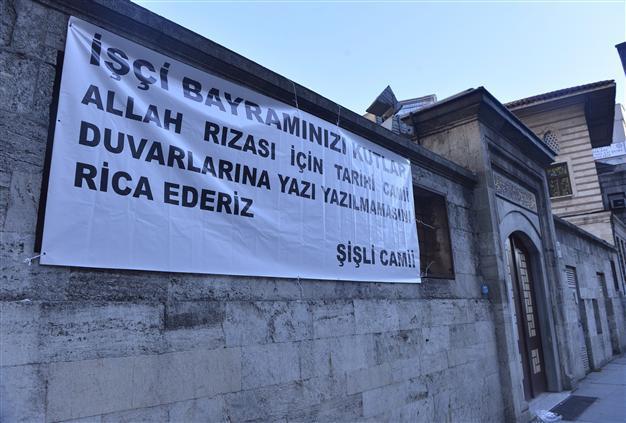 İŞÇİ BAYRAMINIZI KUTLAR
ALLAH RIZASI İÇİN TARİHİ CAMİ
DUVARLARINA YAZI YAZILMAMASINI
RİCA EDERİZ
ŞİŞLİ CAMİİ